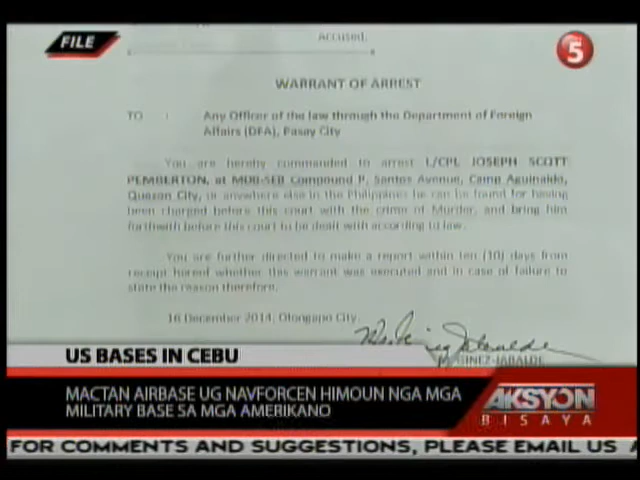 FILE
5
Accused.
WARRANT OF ARREST
TO : Any Officer of the law through the Department of Foreign
Affairs (DFA), Pasay City
You are hereby commanded to arrest L/CPL JOSEPH SCOTT
PEMBERTON, at MDB-SEB Compound P, Santos Avenue, Camp Aguinaldo,
Quezon City, or anywhere else in the Philippines he can be found for having
been charged before this court with the crime of Murder, and bring him
forthwith before this court to be dealt with according to law.
You are further directed to make a report within ten (10) days from
receipt hereof whether this warrant was executed and in case of failure to
state the reason therefore.
16 December 2014, Olongapo City.
GINEZ-JABALDE
US BASES IN CEBU
MACTAN AIRBASE UG NAVFORCEN HIMOUN NGA MGA
MILITARY BASE SA MGA AMERIKANO
AKSYON
BISAYA
FOR COMMENTS AND SUGGESTIONS, PLEASE EMAIL US